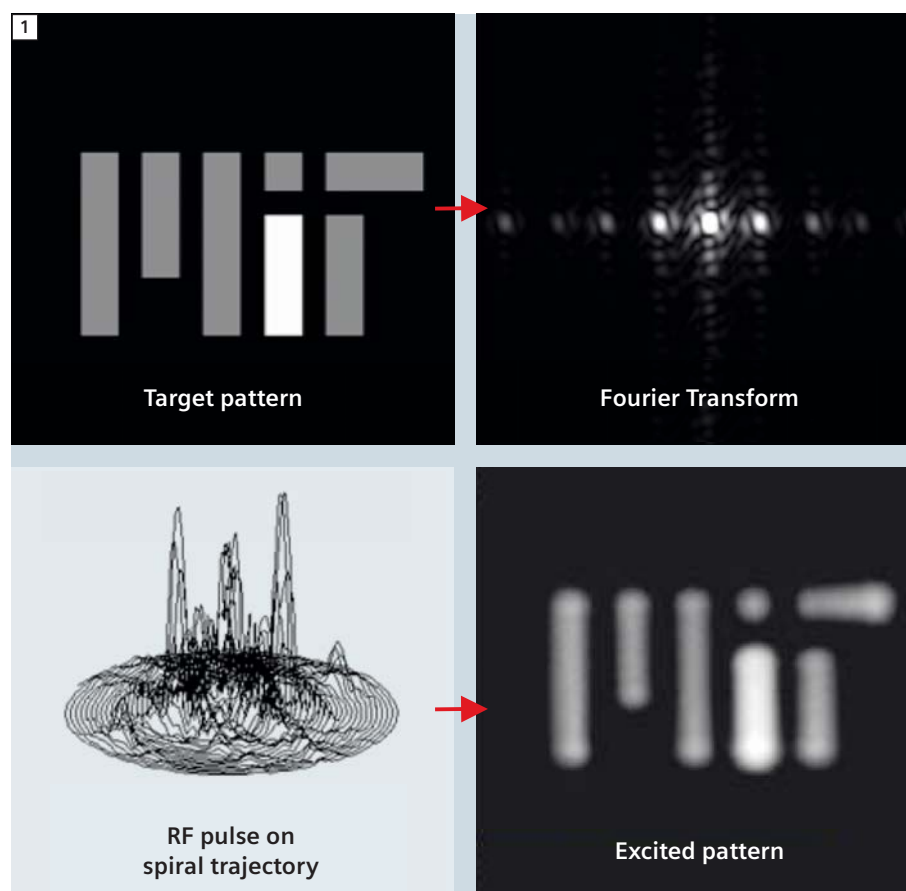 1
Target pattern
Fourier Transform
RF pulse on
spiral trajectory
Excited pattern